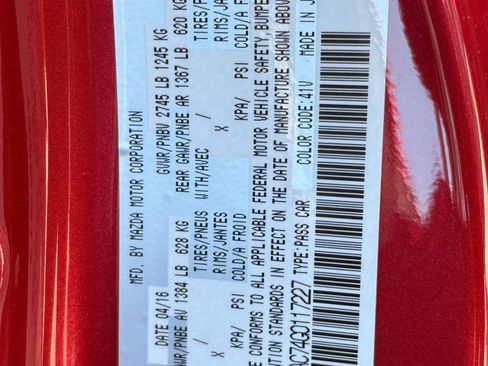 MFD. BY MAZDA MOTOR CORPORATION
DATE 04/16 GVWR/PNBV 2745 LB 1245 KG
GAWR/PNBE AV 1384 LB 628 KG REAR GAWR/PNBE AR 1367 LB 620 KG
TIRES/PNEUS WITH/AVEC / TIRES/
RIMS/JANTES X RIMS/JANTES
KPA/ PSI COLD/A FROID KPA/ PSI COLD/A
CONFORMS TO ALL APPLICABLE FEDERAL MOTOR VEHICLE SAFETY, BUMPER
STANDARDS IN EFFECT ON THE DATE OF MANUFACTURE SHOWN ABOVE
117227 TYPE:PASS CAR COLOR CODE:41V MADE IN